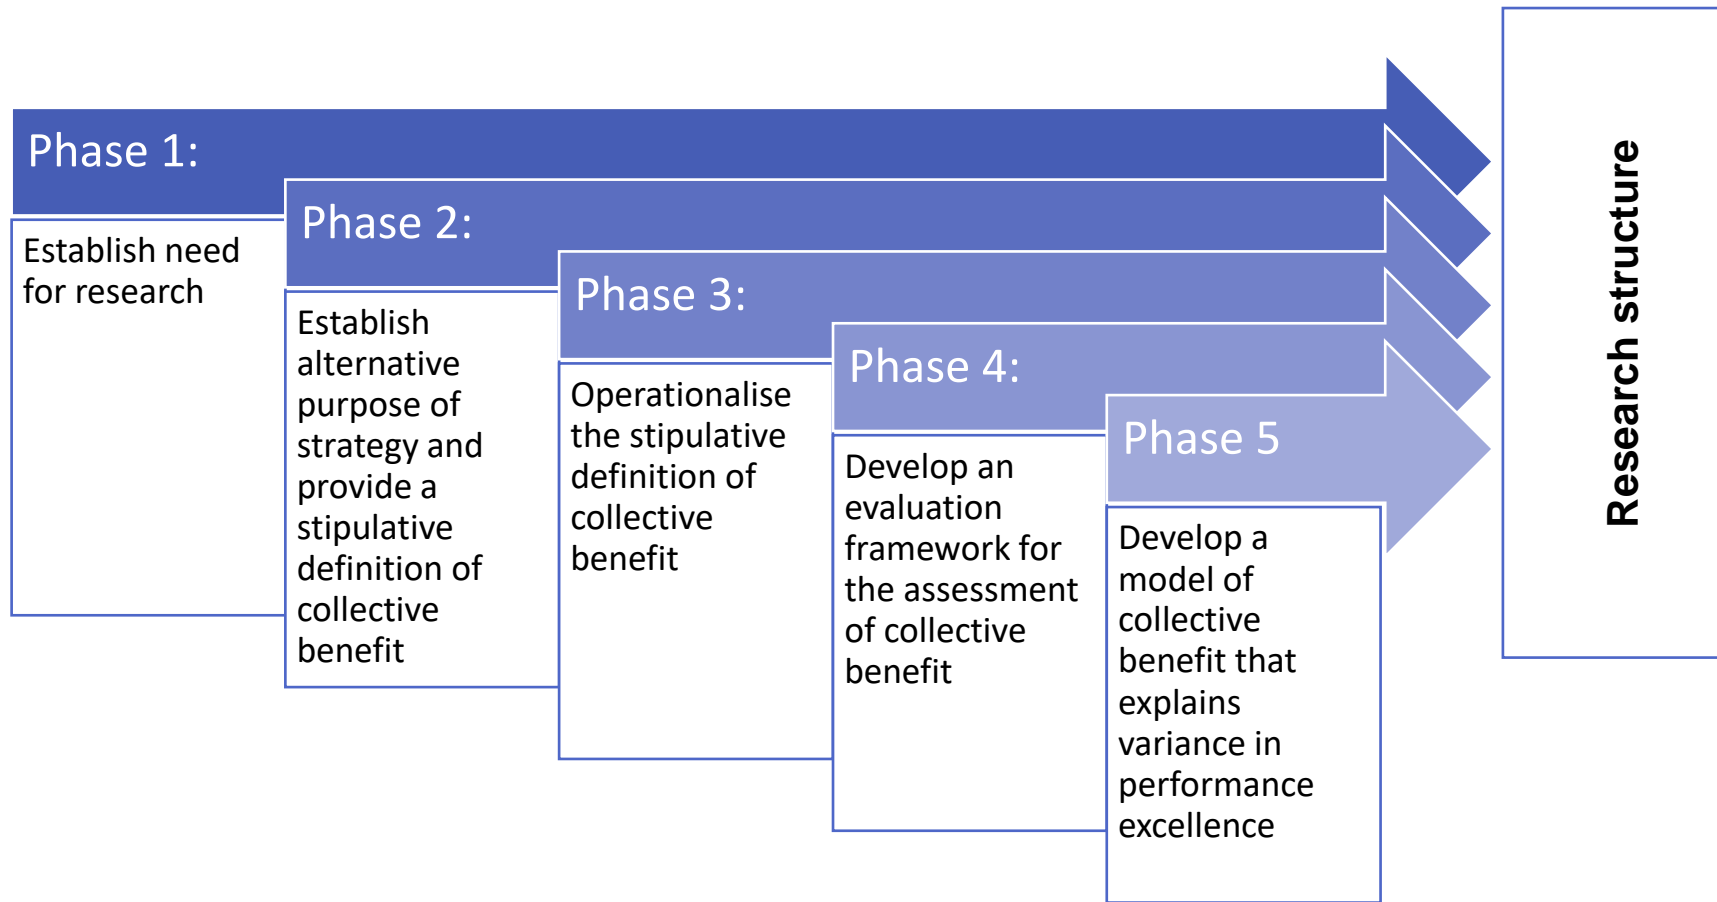 Phase 1:
Establish need
for research
Phase 2:
Establish
alternative
purpose of
strategy and
provide a
stipulative
definition of
collective
benefit
Phase 3:
Operationalise
the stipulative
definition of
collective
benefit
Phase 4:
Develop an
evaluation
framework for
the assessment
of collective
benefit
Phase 5
Develop a
model of
collective
benefit that
explains
variance in
performance
excellence
Research structure